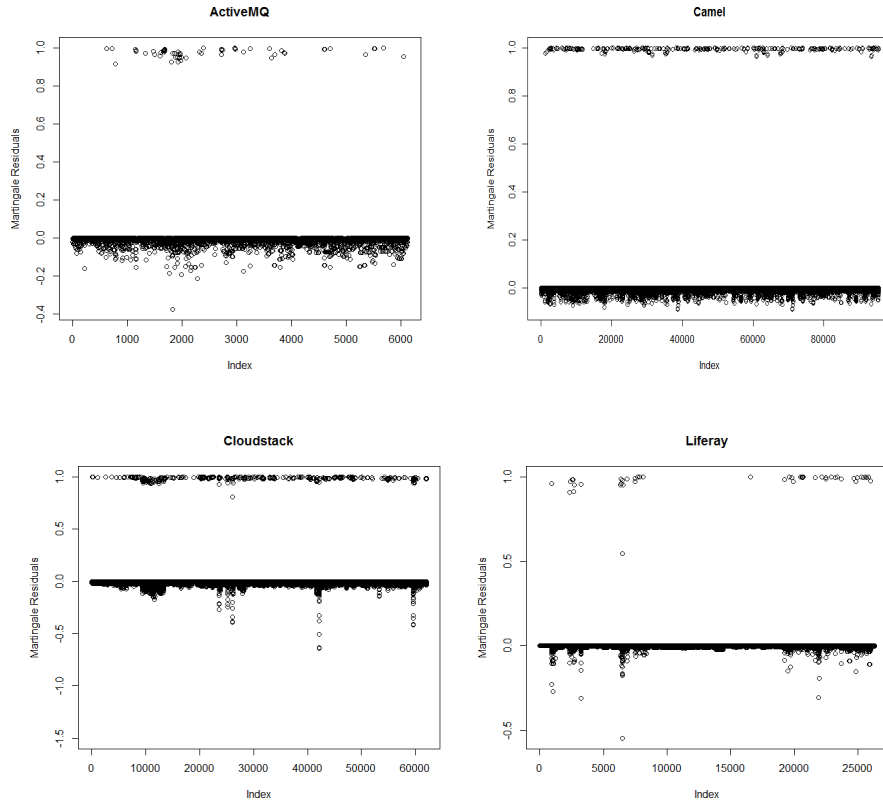 ActiveMQ
Martingale Residuals
1.0
0.8
0.6
0.4
0.2
0.0
-0.2
-0.4
0 1000 2000 3000 4000 5000 6000
Index
Camel
Martingale Residuals
1.0
0.8
0.6
0.4
0.2
0.0
0 20000 40000 60000 80000
Index
Cloudstack
Martingale Residuals
1.0
0.5
0.0
-0.5
-1.0
-1.5
0 10000 20000 30000 40000 50000 60000
Index
Liferay
Martingale Residuals
1.0
0.5
0.0
-0.5
0 5000 10000 15000 20000 25000
Index